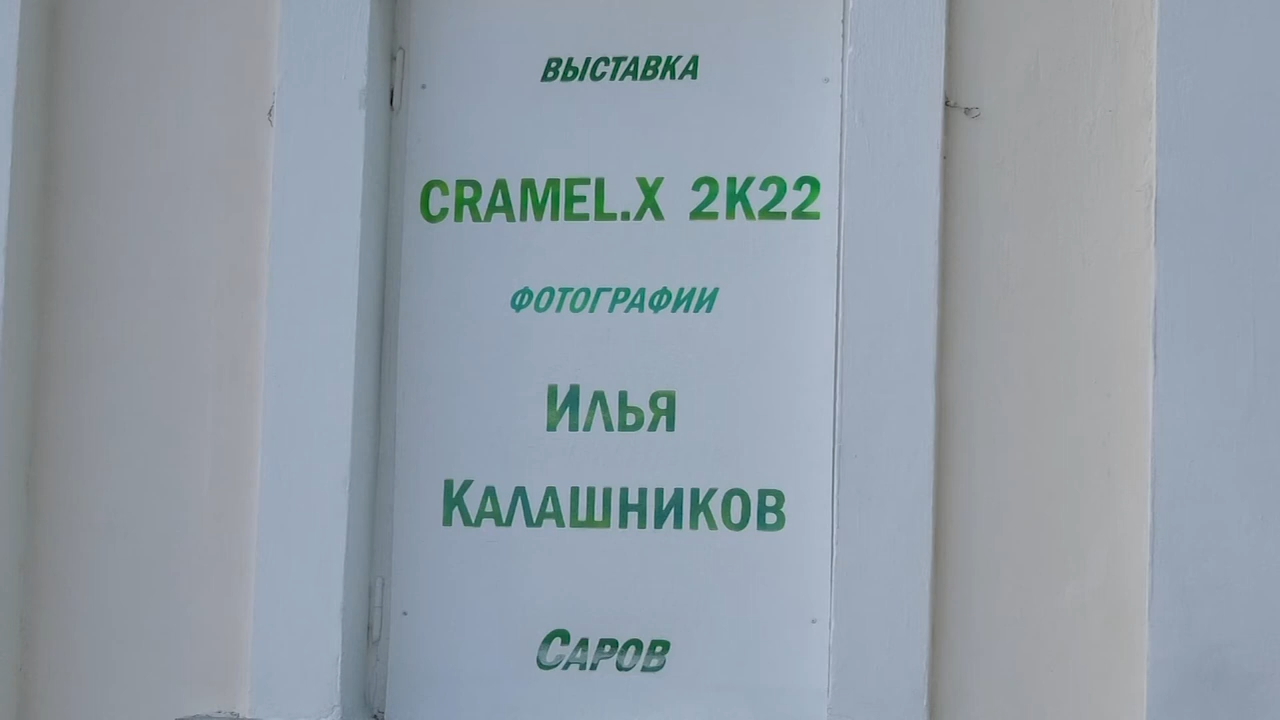 ВЫСТАВКА
CRAMEL.X 2K22
ФОТОГРАФИИ
ИЛЬЯ
КАЛАШНИКОВ
САРОВ